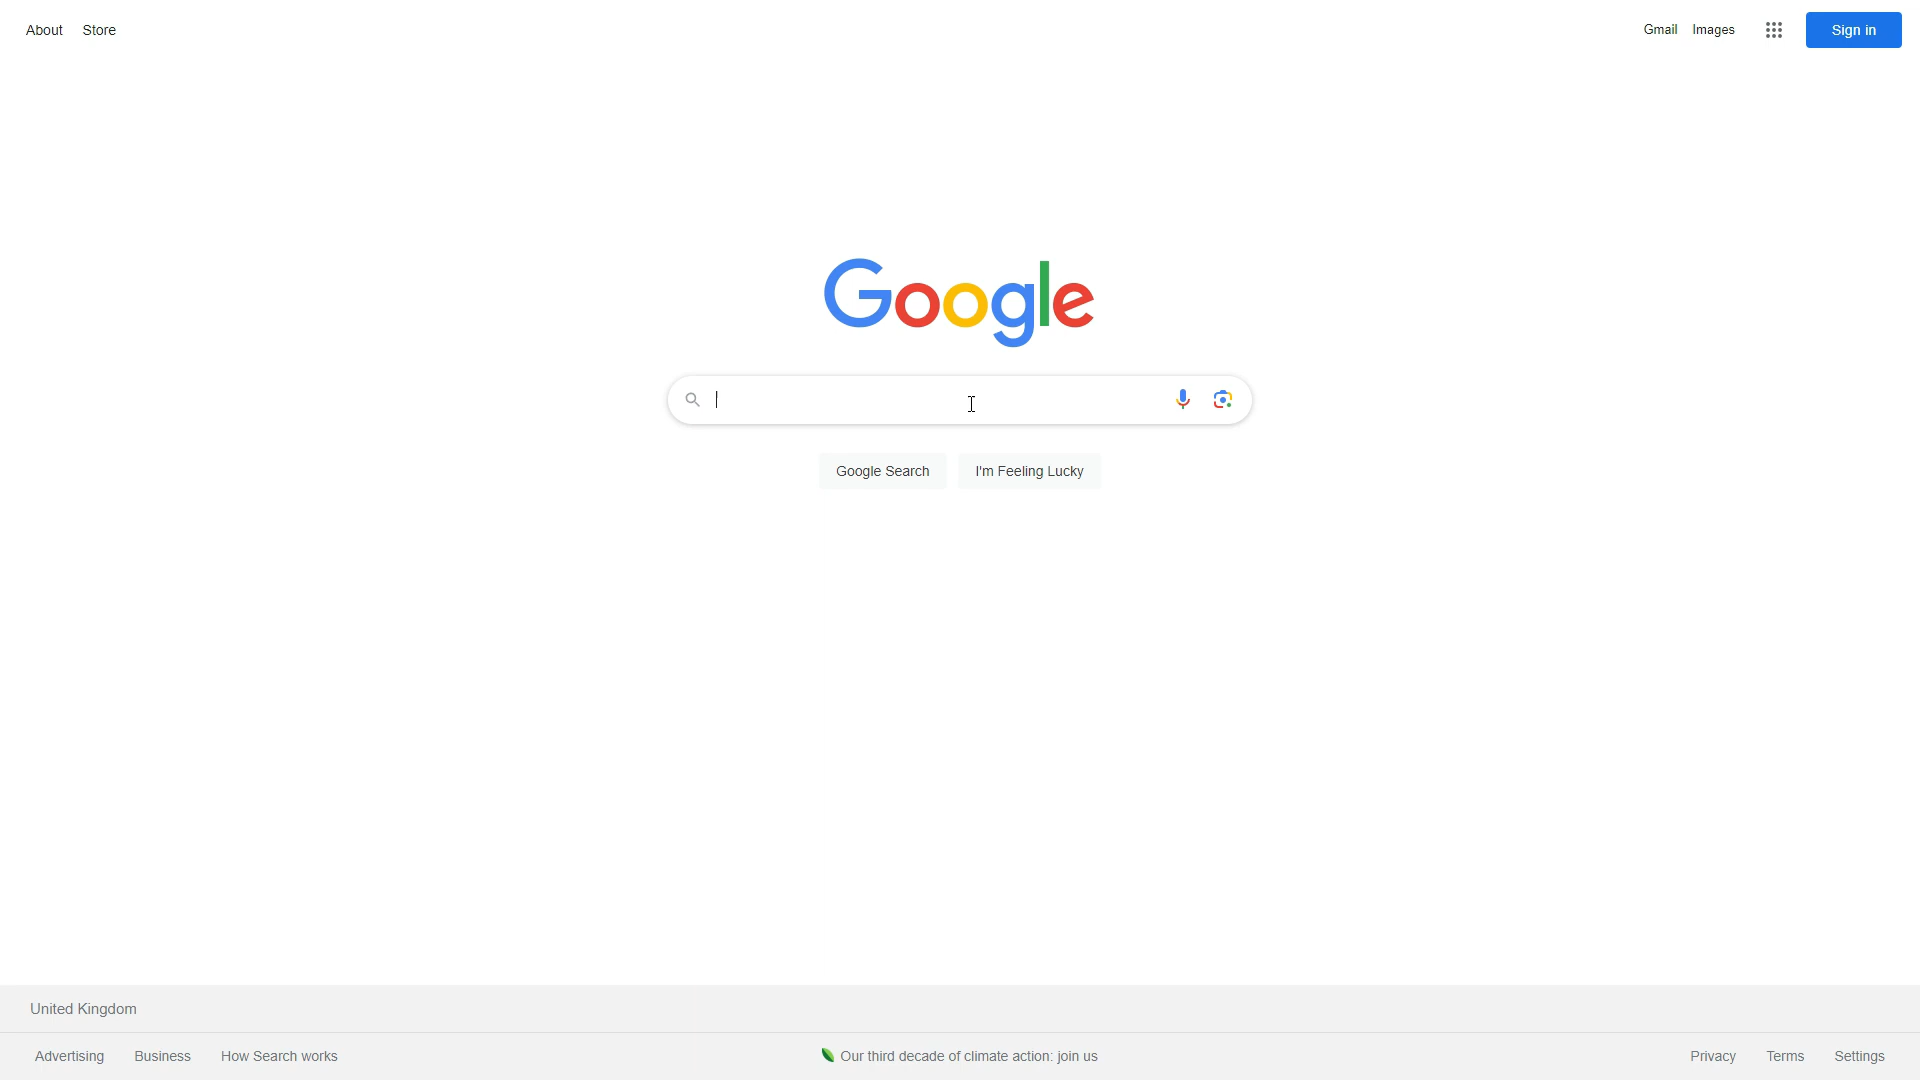 About Store
Gmail Images Sign in
Google
Google Search I'm Feeling Lucky
United Kingdom
Advertising Business How Search works
Our third decade of climate action: join us
Privacy Terms Settings